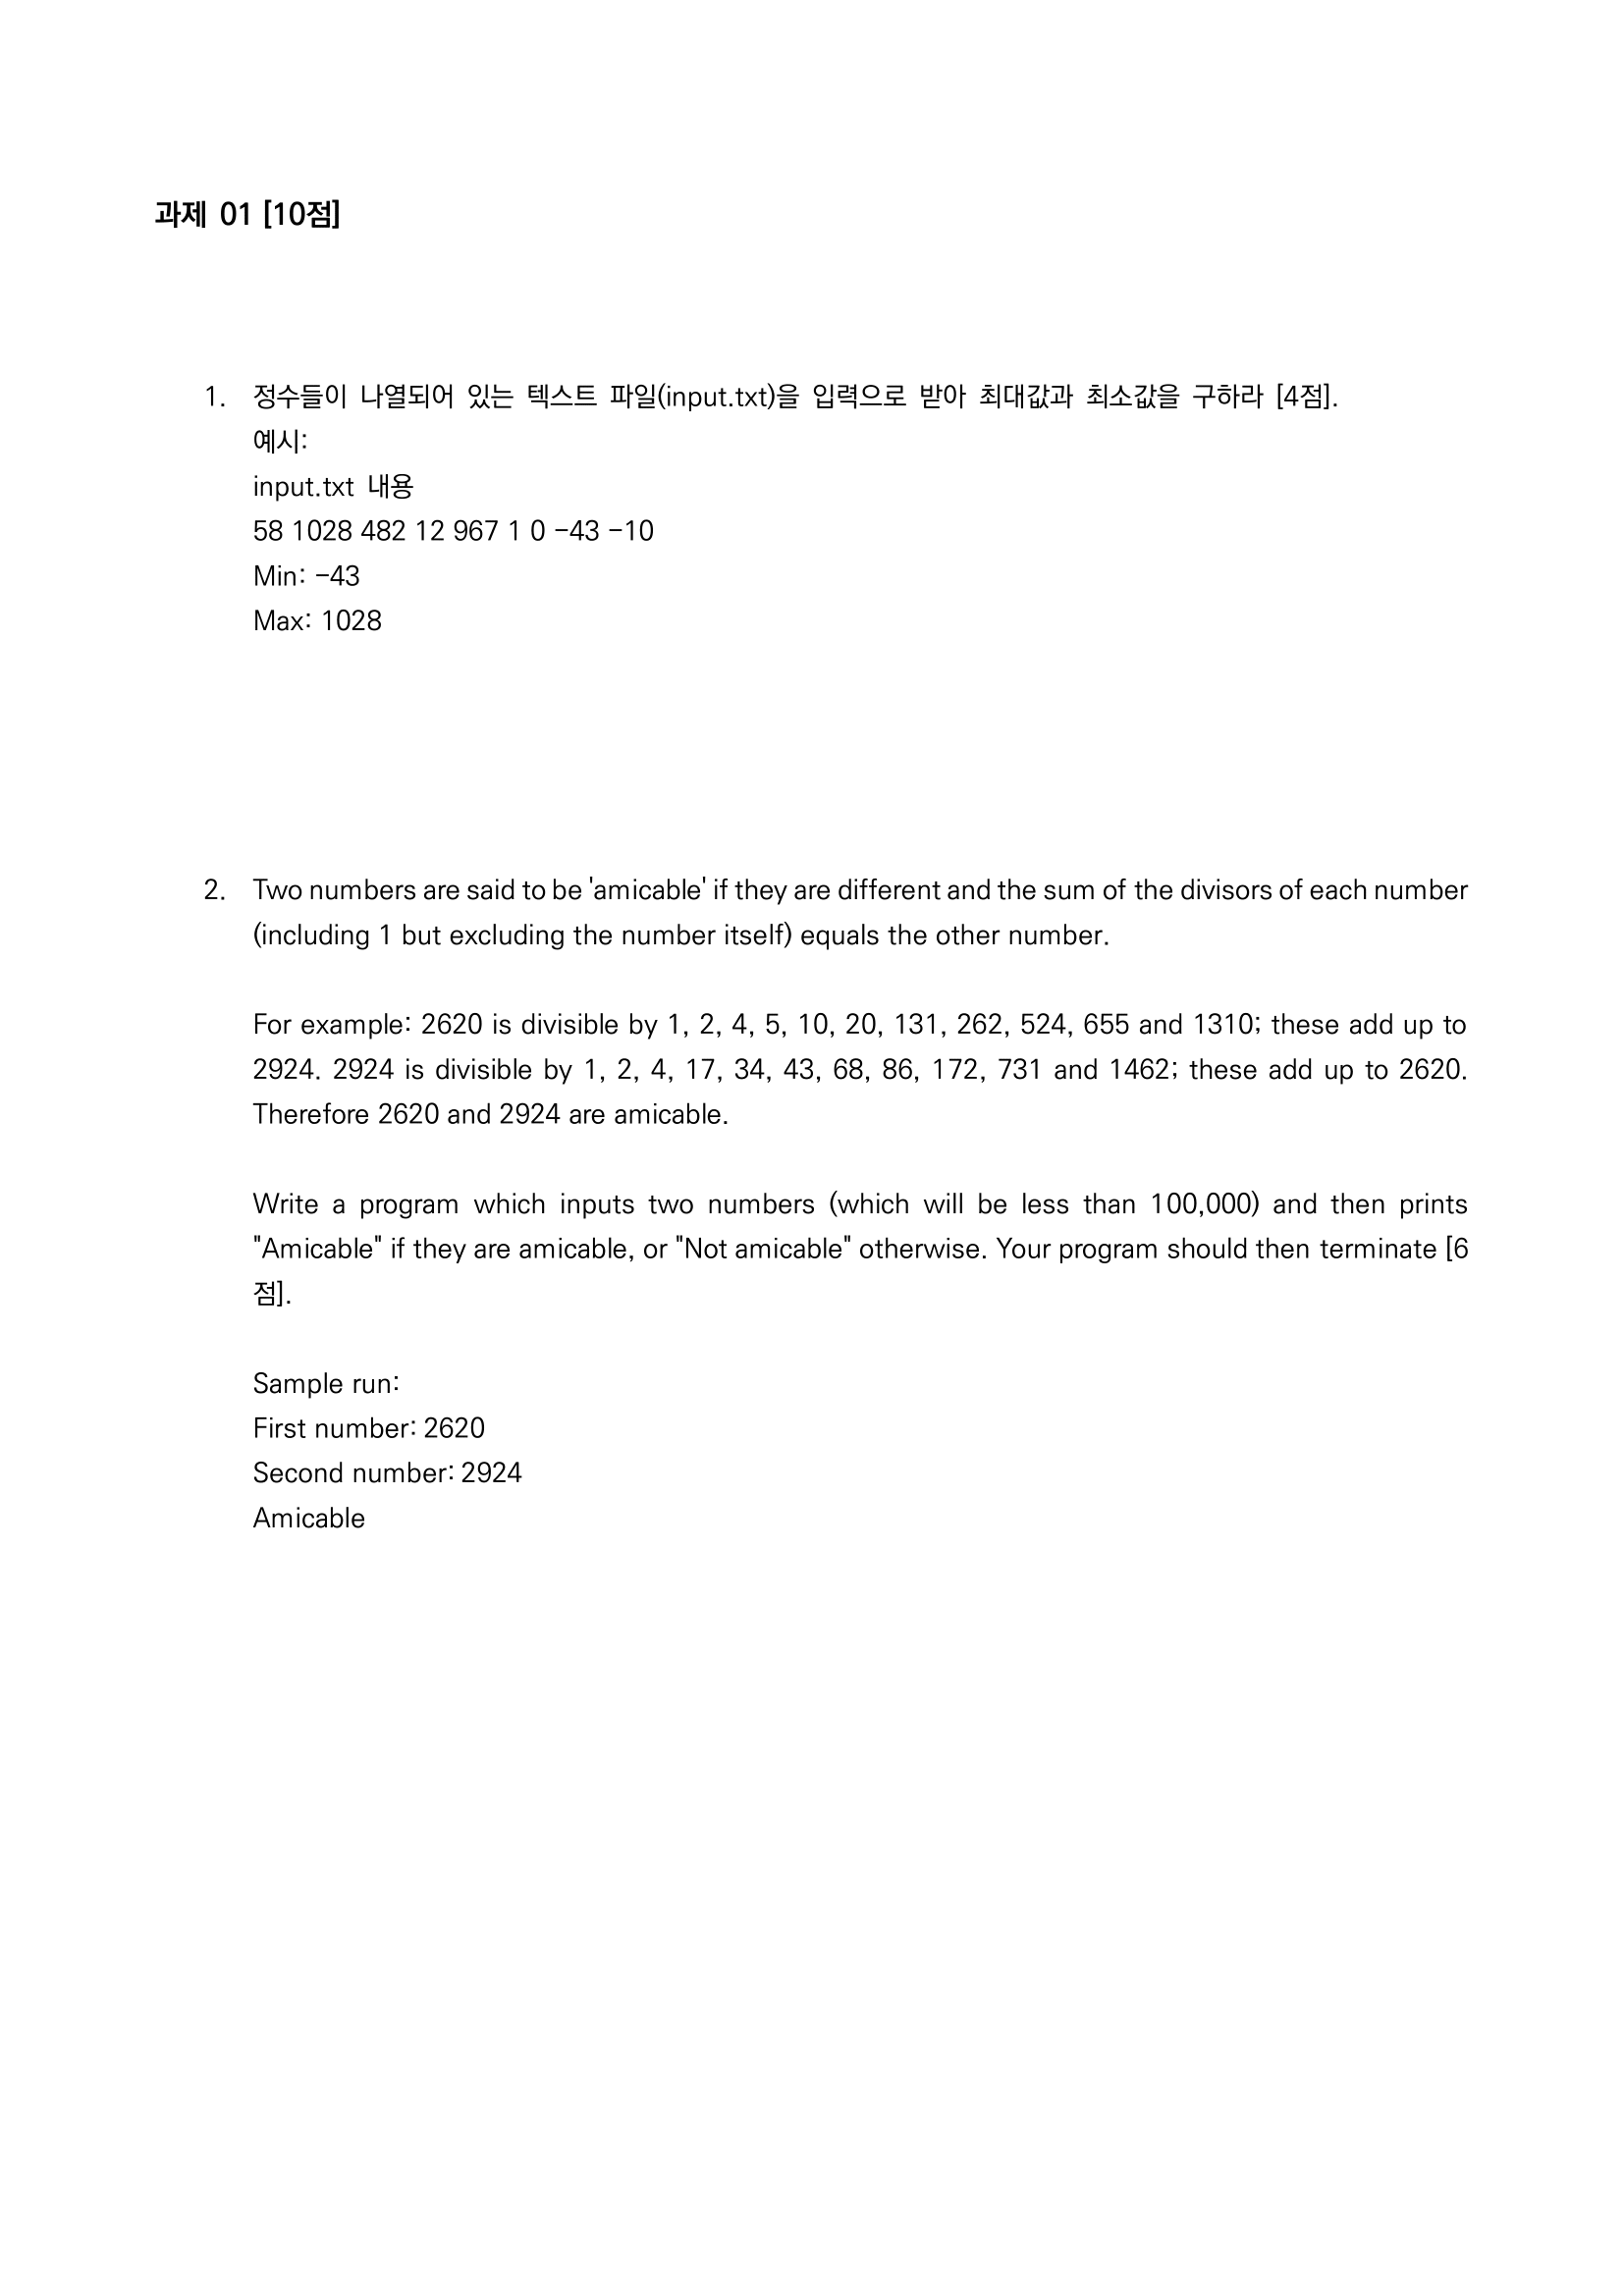 과제 01 [10점]
1. 정수들이 나열되어 있는 텍스트 파일(input.txt)을 입력으로 받아 최대값과 최소값을 구하라 [4점].
예시:
input.txt 내용
58 1028 482 12 967 1 0 -43 -10
Min: -43
Max: 1028
2. Two numbers are said to be 'amicable' if they are different and the sum of the divisors of each number
(including 1 but excluding the number itself) equals the other number.
For example: 2620 is divisible by 1, 2, 4, 5, 10, 20, 131, 262, 524, 655 and 1310; these add up to
2924. 2924 is divisible by 1, 2, 4, 17, 34, 43, 68, 86, 172, 731 and 1462; these add up to 2620.
Therefore 2620 and 2924 are amicable.
Write a program which inputs two numbers (which will be less than 100,000) and then prints
"Amicable" if they are amicable, or "Not amicable" otherwise. Your program should then terminate [6
점].
Sample run:
First number: 2620
Second number: 2924
Amicable